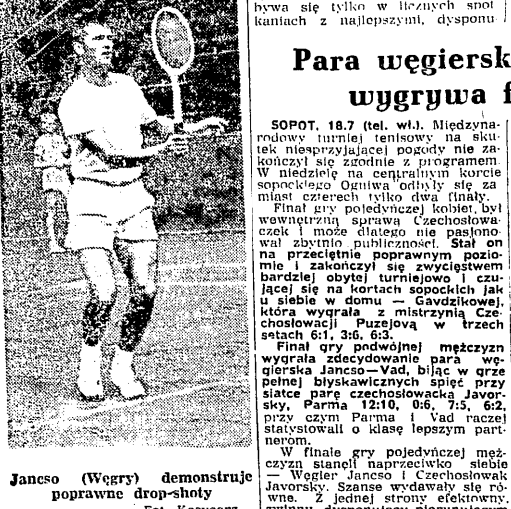 bywa się tylko w licznych spot
kaniach z najlepszymi, dysponu
Para węgiersk
wygrywa f
SOPOT, 18.7 (tel. wł.). Międzyna-
rodowy turniej tenisowy na sku
tek niesprzyjającej pogody nie za-
kończył się zgodnie z programem.
W niedzielę na centralnym korcie
sopockiego Ogniwa odbyły się za
miast czterech tylko dwa finały.
Finał gry pojedyńczej kobiet był
wewnętrzną sprawą Czechosłowa-
czek i może dlatego nie pasjono-
wał zbytnio publiczności. Stał on
na przeciętnie poprawnym pozio-
mie i zakończył się zwycięstwem
bardziej obytej turniejowo i czu-
jącej się na kortach sopockich jak
u siebie w domu — Gavdzikowej,
która wygrała z mistrzynią Cze-
chosłowacji Puzejową w trzech
setach 6:1, 3:6, 6:3.
Finał gry podwójnej mężczyzn
wygrała zdecydowanie para wę-
gierska Jancso—Vad, bijąc w grze
pełnej błyskawicznych spięć przy
siatce parę czechosłowacką Javor-
sky, Parma 12:10, 0:6, 7:5, 6:2,
przy czym Parma i Vad raczej
statystowali o klasę lepszym part-
nerom.
W finale gry pojedyńczej męż-
czyzn stanęli naprzeciwko siebie
— Węgier Jancso i Czechosłowak
Javorsky. Szanse wydawały się ró-
wne. Z jednej strony efektowny,
Jancso (Węgry) demonstruje
poprawne drop-shoty